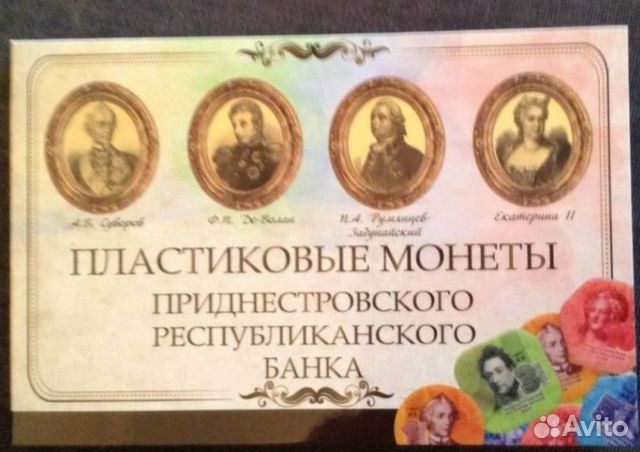 А.В. Суворов
Ф.П. Де-Волан
П.А. Румянцев-
Задунайский
Екатерина II
ПЛАСТИКОВЫЕ МОНЕТЫ
ПРИДНЕСТРОВСКОГО
РЕСПУБЛИКАНСКОГО
БАНКА
Avito